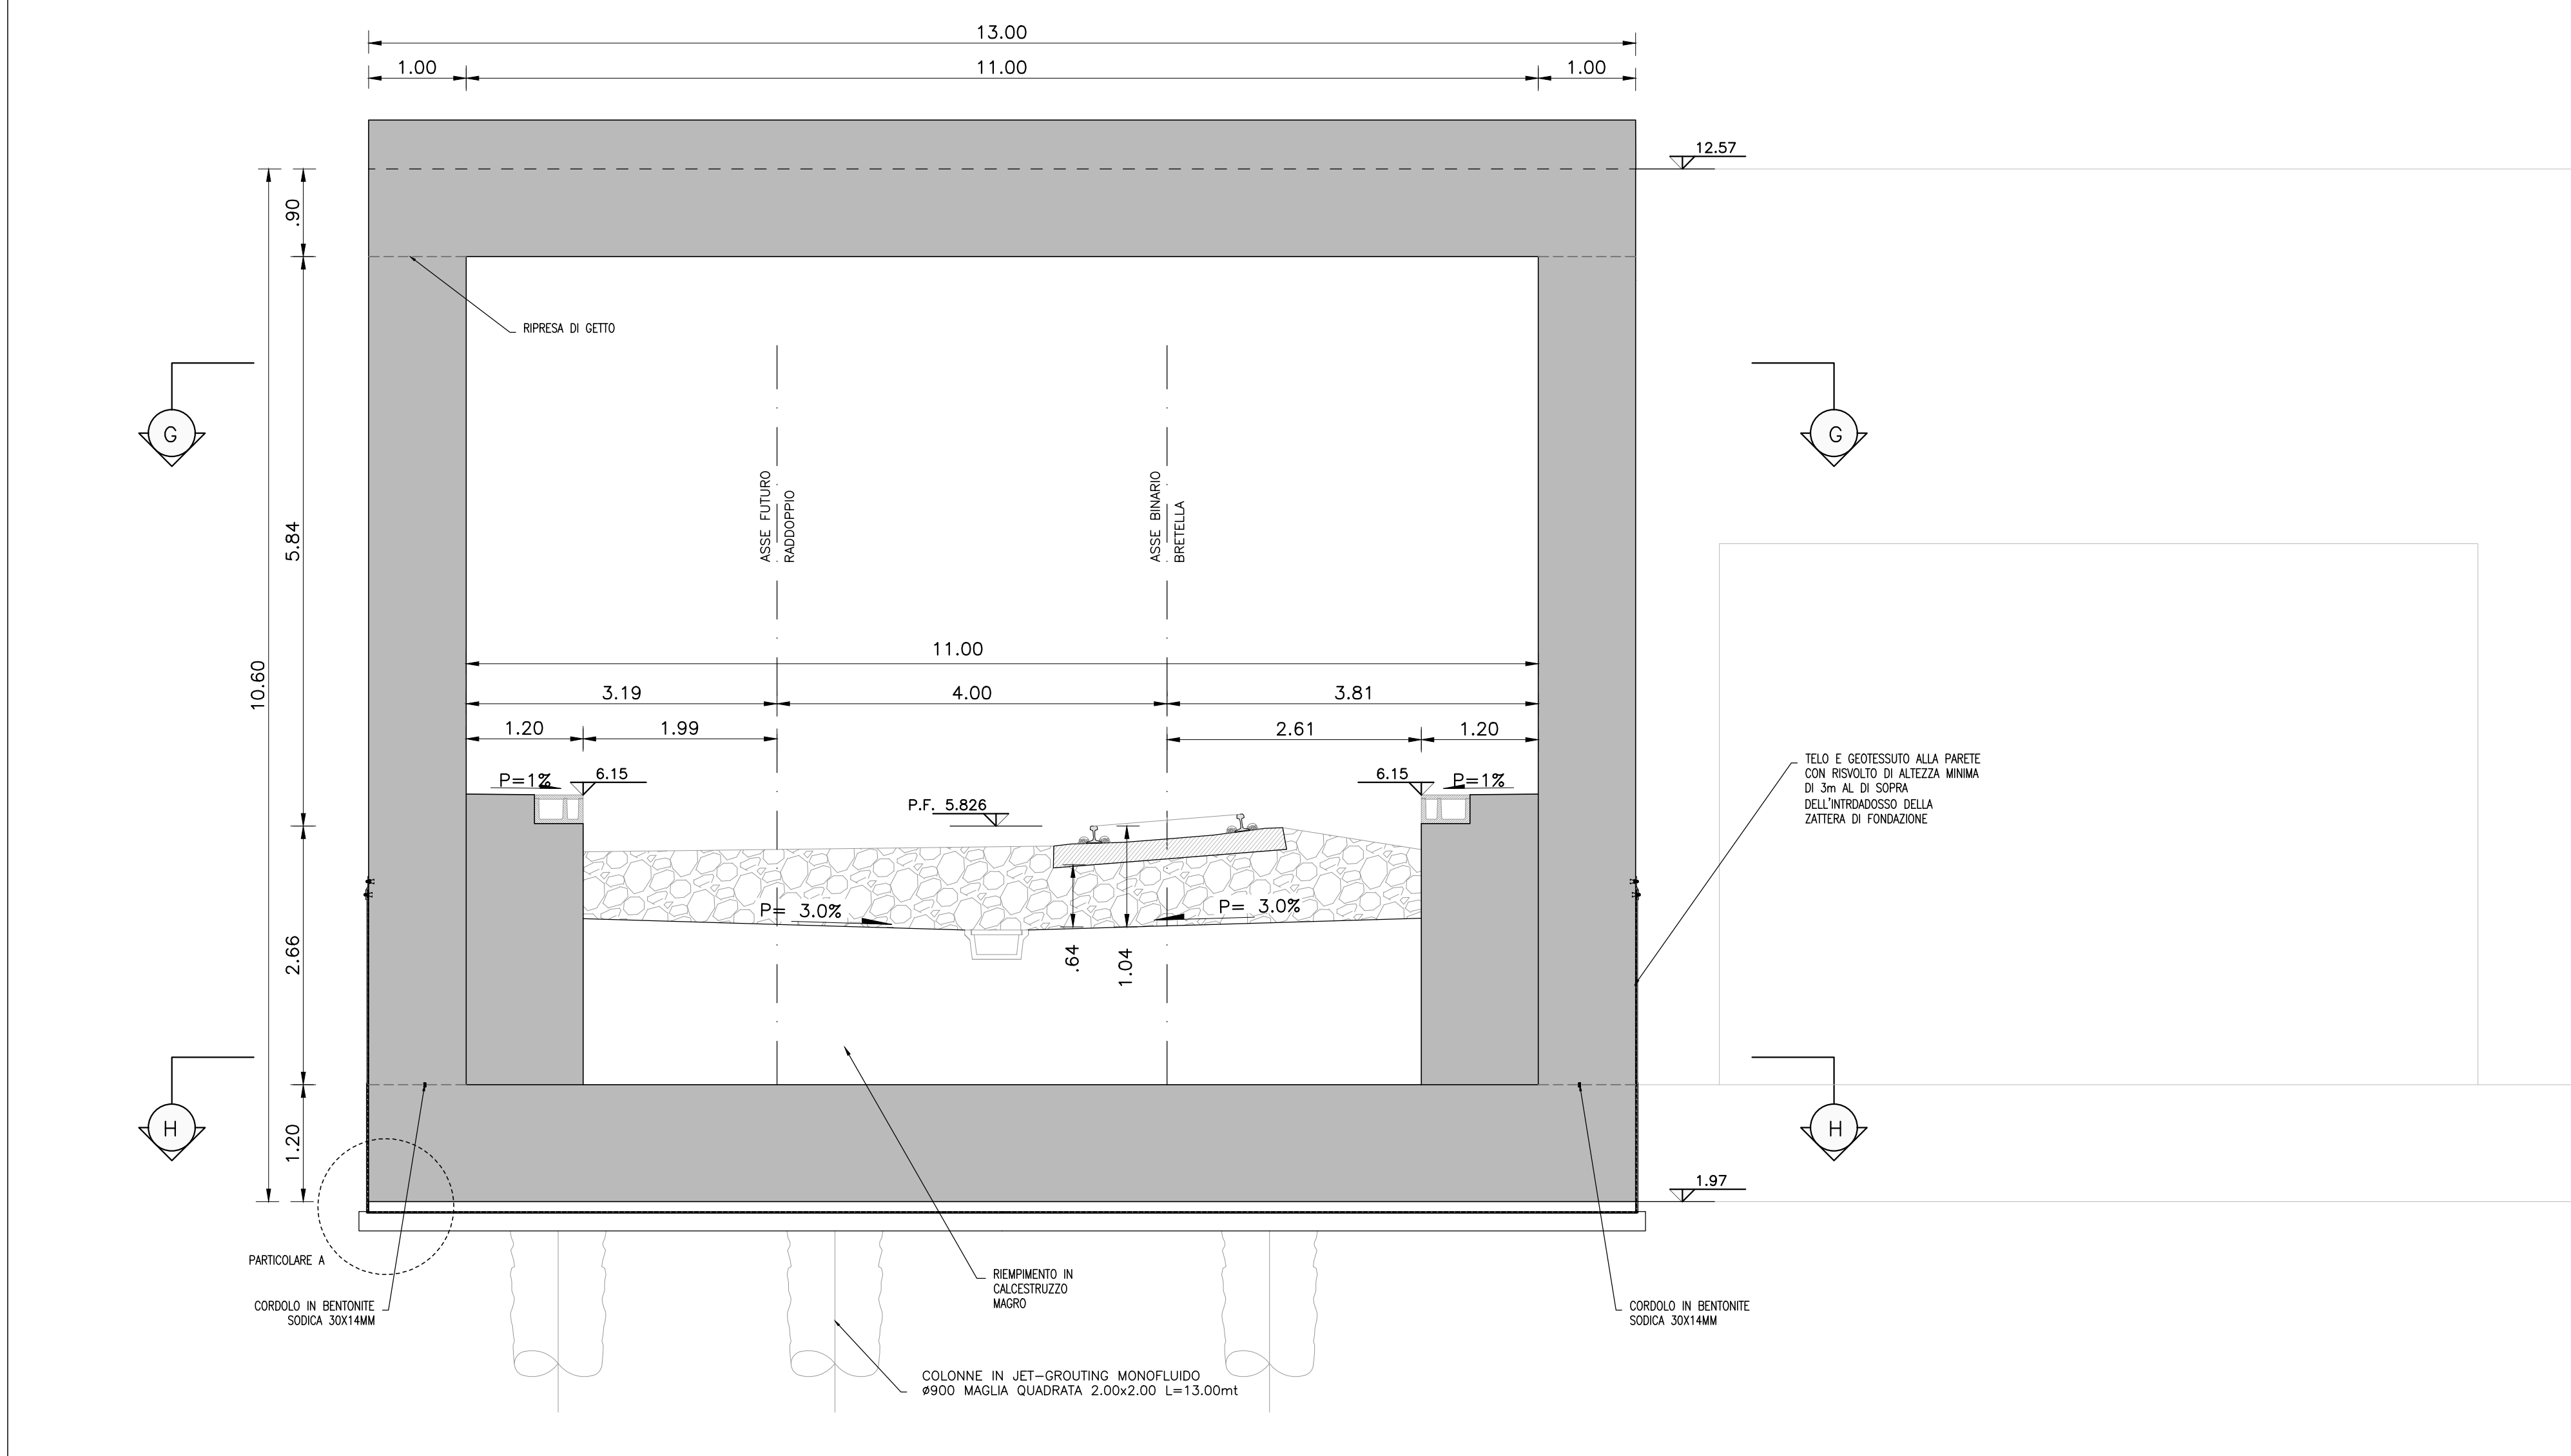 13.00
1.00
11.00
1.00
12.57
.90
RIPRESA DI GETTO
G
G
5.84
ASSE FUTURO
RADDOPPIO
ASSE BINARIO
BRETELLA
10.60
11.00
3.19
4.00
3.81
1.20
1.99
2.61
1.20
P=1%
6.15
6.15
P=1%
P.F. 5.826
TELO E GEOTESSUTO ALLA PARETE
CON RISVOLTO DI ALTEZZA MINIMA
DI 3m AL DI SOPRA
DELL'INTRDADOSSO DELLA
ZATTERA DI FONDAZIONE
P= 3.0%
P= 3.0%
2.66
.64
1.04
H
H
1.20
1.97
PARTICOLARE A
CORDOLO IN BENTONITE
SODICA 30X14MM
RIEMPIMENTO IN
CALCESTRUZZO
MAGRO
CORDOLO IN BENTONITE
SODICA 30X14MM
COLONNE IN JET-GROUTING MONOFLUIDO
ø900 MAGLIA QUADRATA 2.00x2.00 L=13.00mt